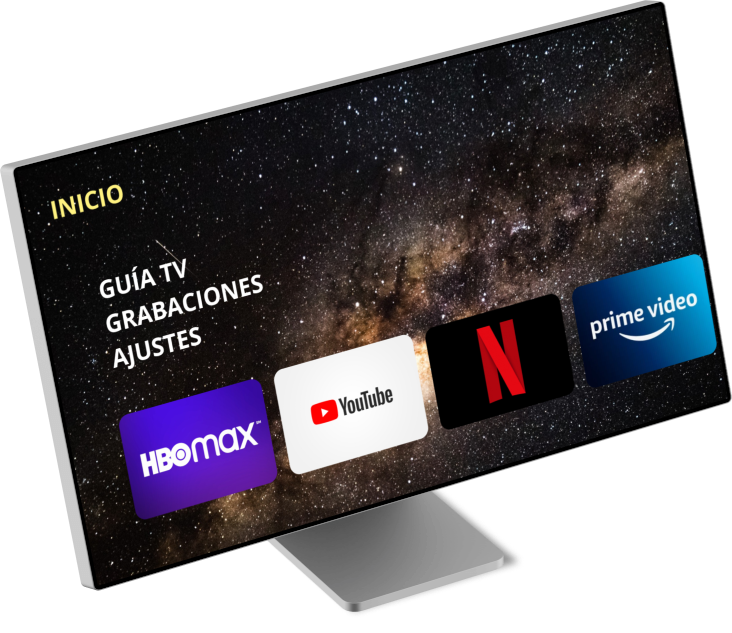 INICIO
GUÍA TV
GRABACIONES
AJUSTES
HBOmax
YouTube
N
prime video